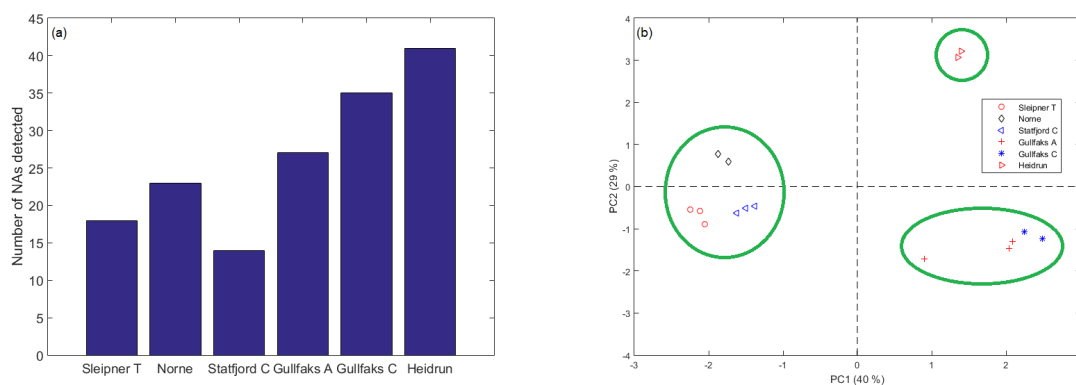 (a)
Number of NAs detected
45
40
35
30
25
20
15
10
5
0
Sleipner T Norne Statfjord C Gullfaks A Gullfaks C Heidrun
(b)
PC2 (29 %)
4
3
2
1
0
-1
-2
-3
-4
-3 -2 -1 0 1 2
PC1 (40 %)
Sleipner T
Norne
Statfjord C
Gullfaks A
Gullfaks C
Heidrun